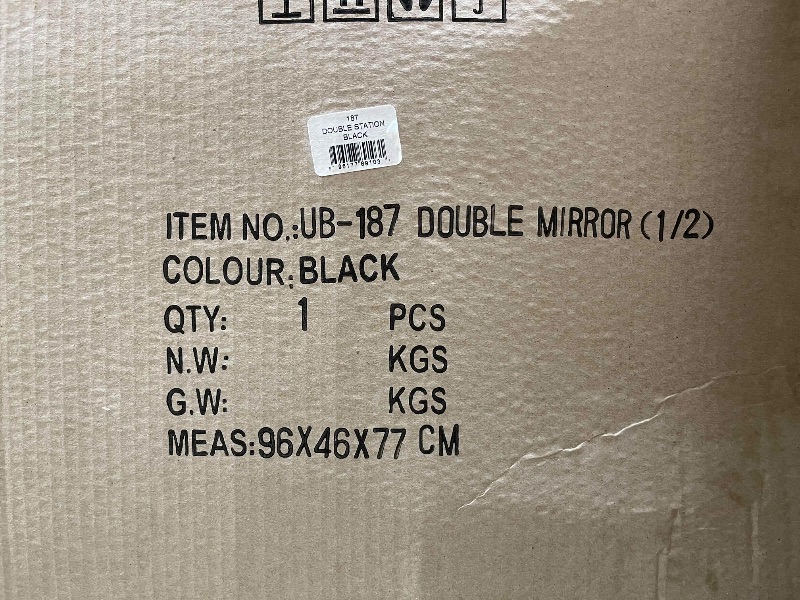 187
DOUBLE STATION
BLACK
ITEM NO.:UB-187 DOUBLE MIRROR (1/2)
COLOUR:BLACK
QTY: 1 PCS
N.W: KGS
G.W: KGS
MEAS:96X46X77 CM